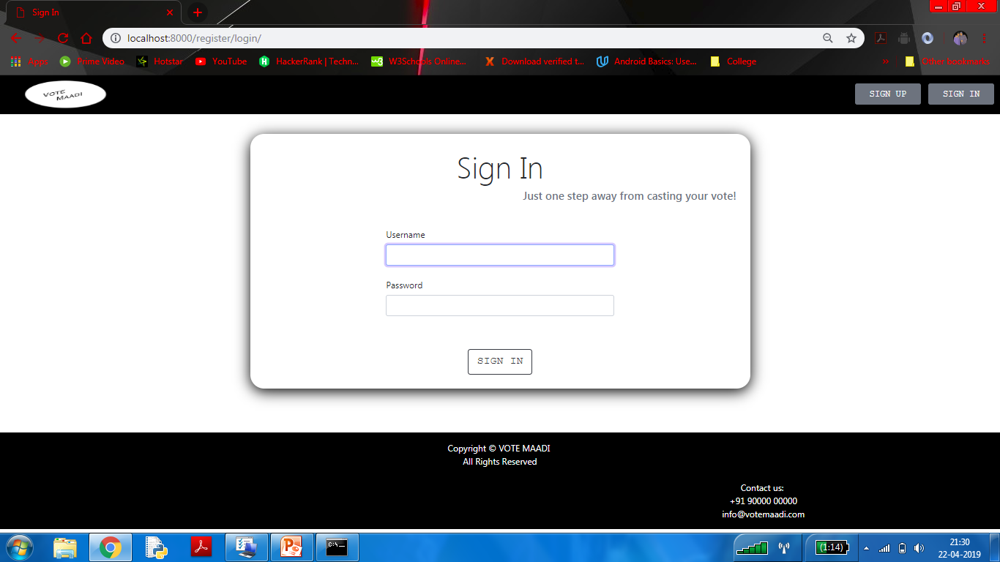 Sign In
localhost:8000/register/login/
Apps Prime Video Hotstar YouTube HackerRank | Techn... W3Schools Online... Download verified t... Android Basics: Use... College » Other bookmarks
VOTE
MAADI
SIGN UP SIGN IN
Sign In
Just one step away from casting your vote!
Username
Password
SIGN IN
Copyright © VOTE MAADI
All Rights Reserved
Contact us:
+91 90000 00000
info@votemaadi.com
(1:14)
21:30
22-04-2019